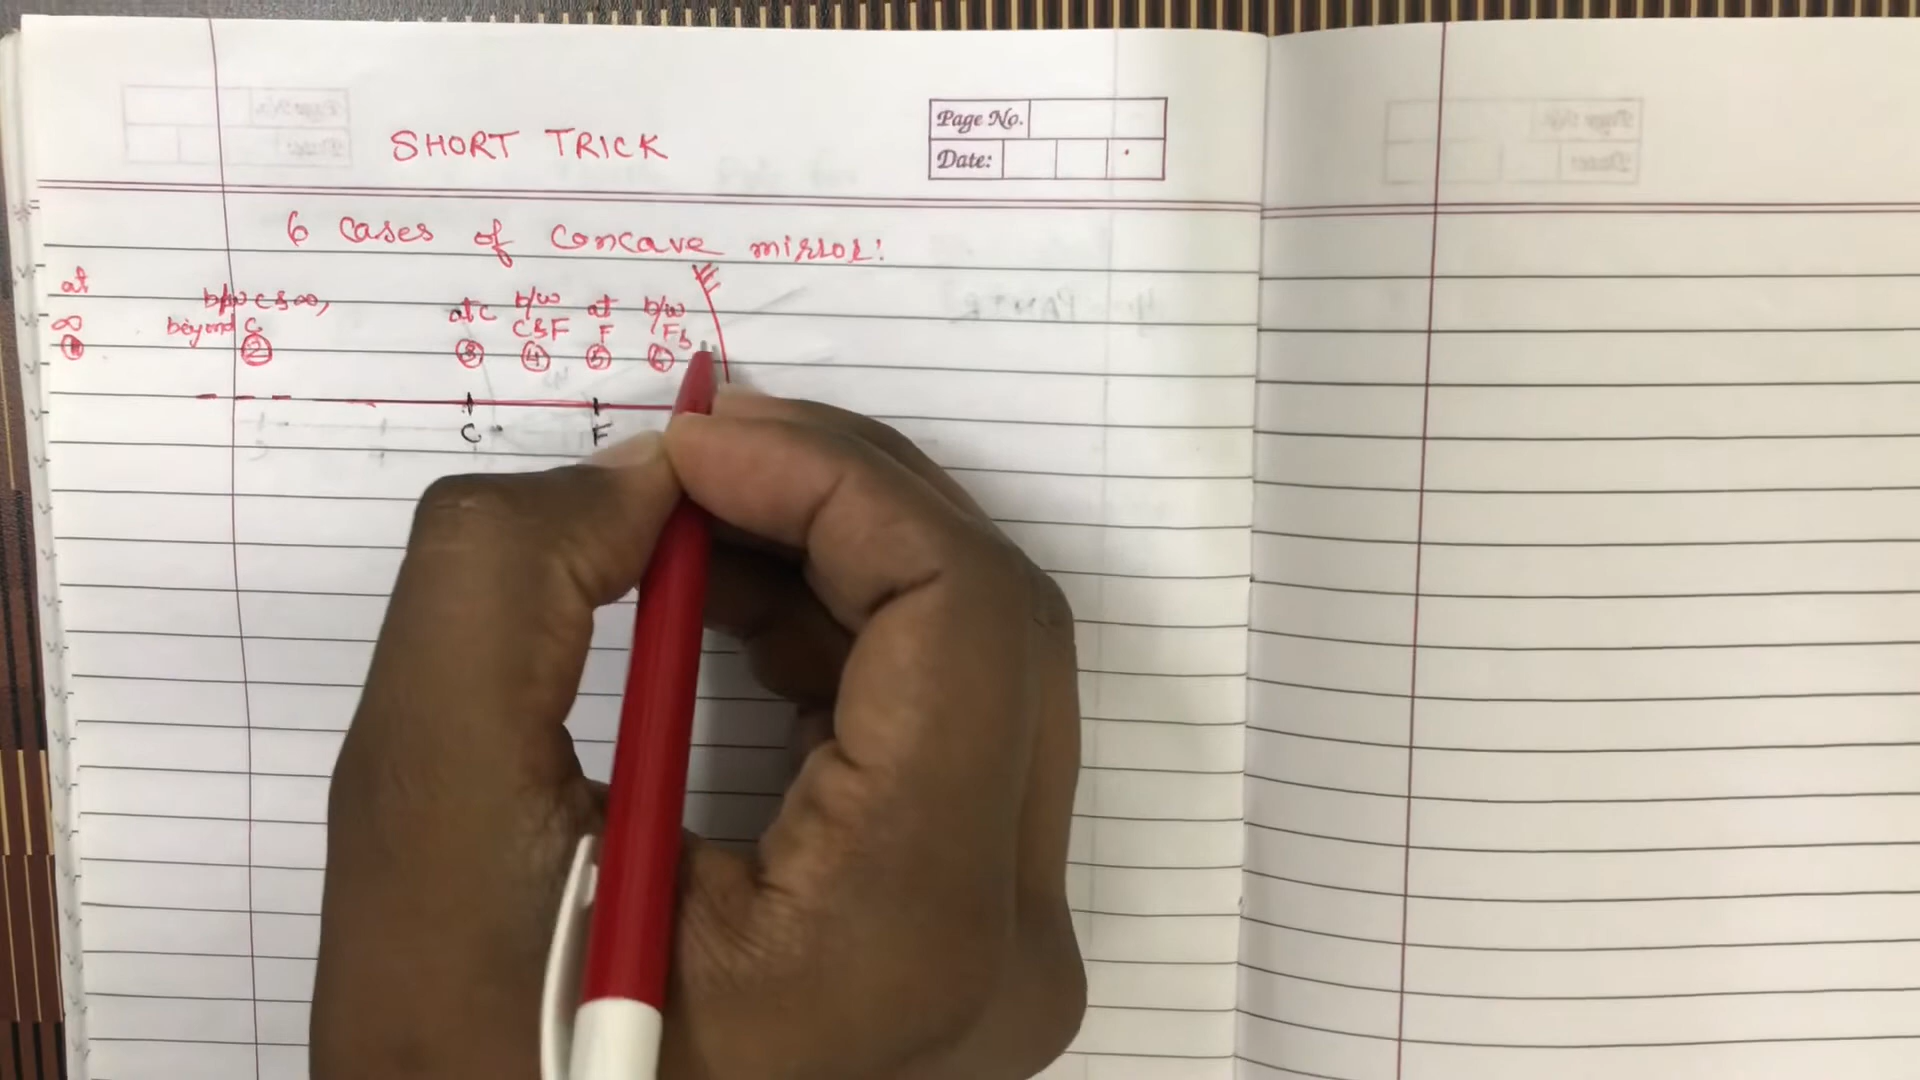 Page No.
SHORT TRICK
Date:
6 cases of concave mirror:
at ∞ ①
b/w C & ∞, beyond C ②
at C ③
b/w C & F ④
at F ⑤
b/w F & ⑥
C F